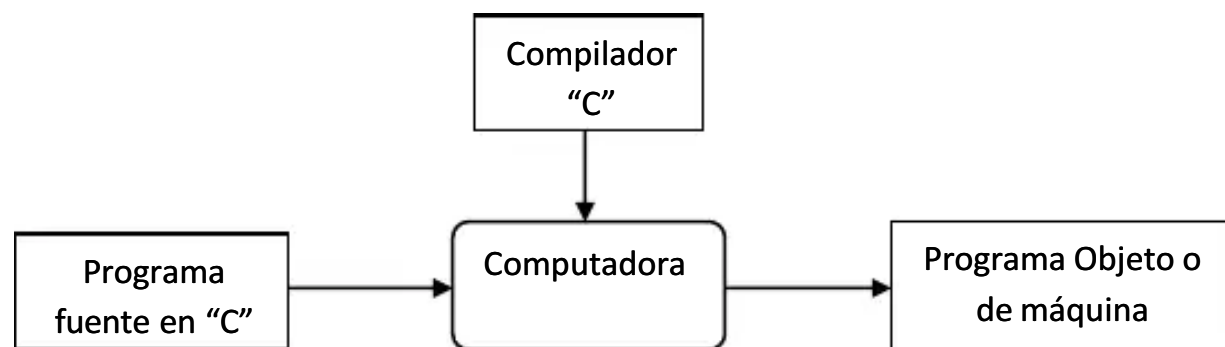 Compilador
“C”
Programa
fuente en “C”
Computadora
Programa Objeto o
de máquina